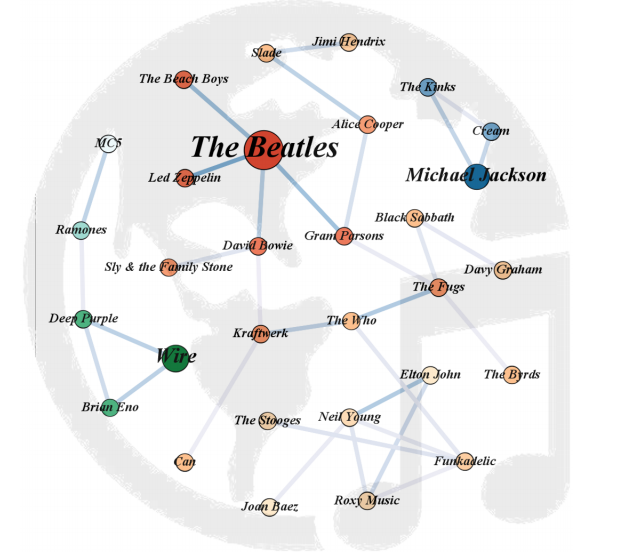 Jimi Hendrix
Slade
The Beach Boys
The Kinks
Alice Cooper
Cream
MC5
The Beatles
Michael Jackson
Led Zeppelin
Black Sabbath
Ramones
Gram Parsons
David Bowie
Sly & the Family Stone
Davy Graham
The Fugs
Deep Purple
The Who
Kraftwerk
Wire
Elton John
The Byrds
Brian Eno
Neil Young
The Stooges
Can
Funkadelic
Roxy Music
Joan Baez